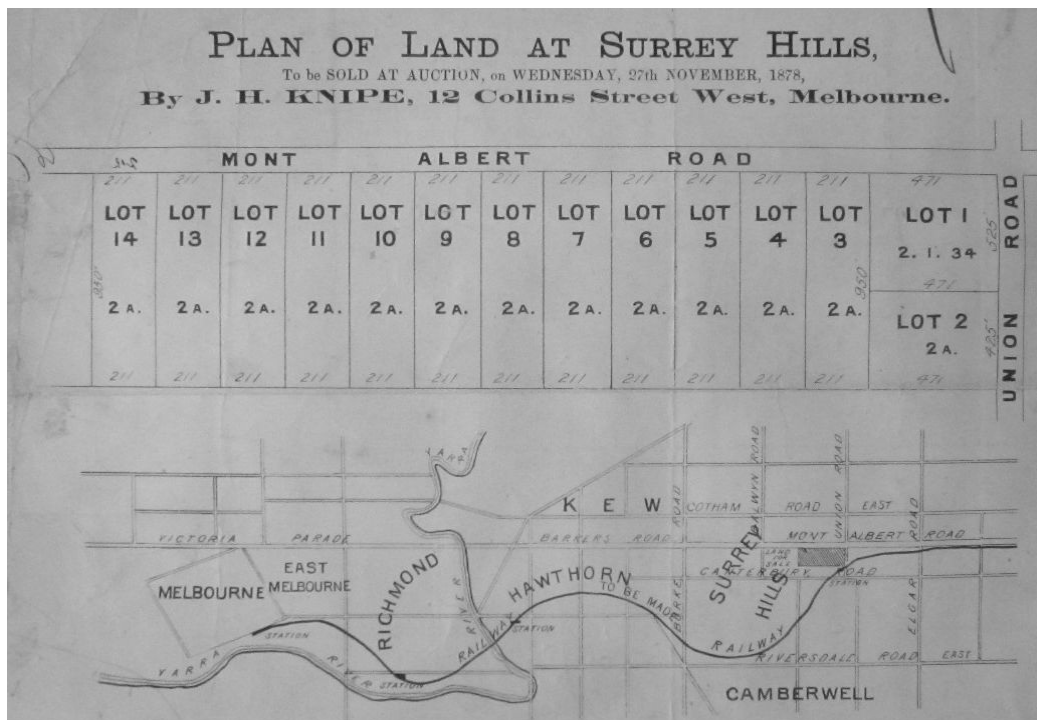 PLAN OF LAND AT SURREY HILLS,
To be SOLD AT AUCTION, on WEDNESDAY, 27th NOVEMBER, 1878,
By J. H. KNIPE, 12 Collins Street West, Melbourne.
MONT ALBERT ROAD
211 211 211 211 211 211 211 211 211 211 211 211 471
LOT 14 LOT 13 LOT 12 LOT 11 LOT 10 LOT 9 LOT 8 LOT 7 LOT 6 LOT 5 LOT 4 LOT 3 LOT 1
2. 1. 34
525
950 950
471
2 A. 2 A. 2 A. 2 A. 2 A. 2 A. 2 A. 2 A. 2 A. 2 A. 2 A. 2 A.
LOT 2
2 A.
425
211 211 211 211 211 211 211 211 211 211 211 211 471
UNION ROAD
YARRA
KEW
COTHAM ROAD EAST
BALWYN ROAD
UNION ROAD
VICTORIA PARADE
BARKERS ROAD
MONT ALBERT ROAD
LAND FOR SALE
CANTERBURY ROAD
STATION
MELBOURNE
EAST MELBOURNE
RICHMOND
HAWTHORN
TO BE MADE
SURREY HILLS
BURKE ROAD
ELGAR ROAD
STATION
RIVER
RAILWAY
STATION
RAILWAY
RIVERSDALE ROAD EAST
YARRA RIVER
STATION
CAMBERWELL